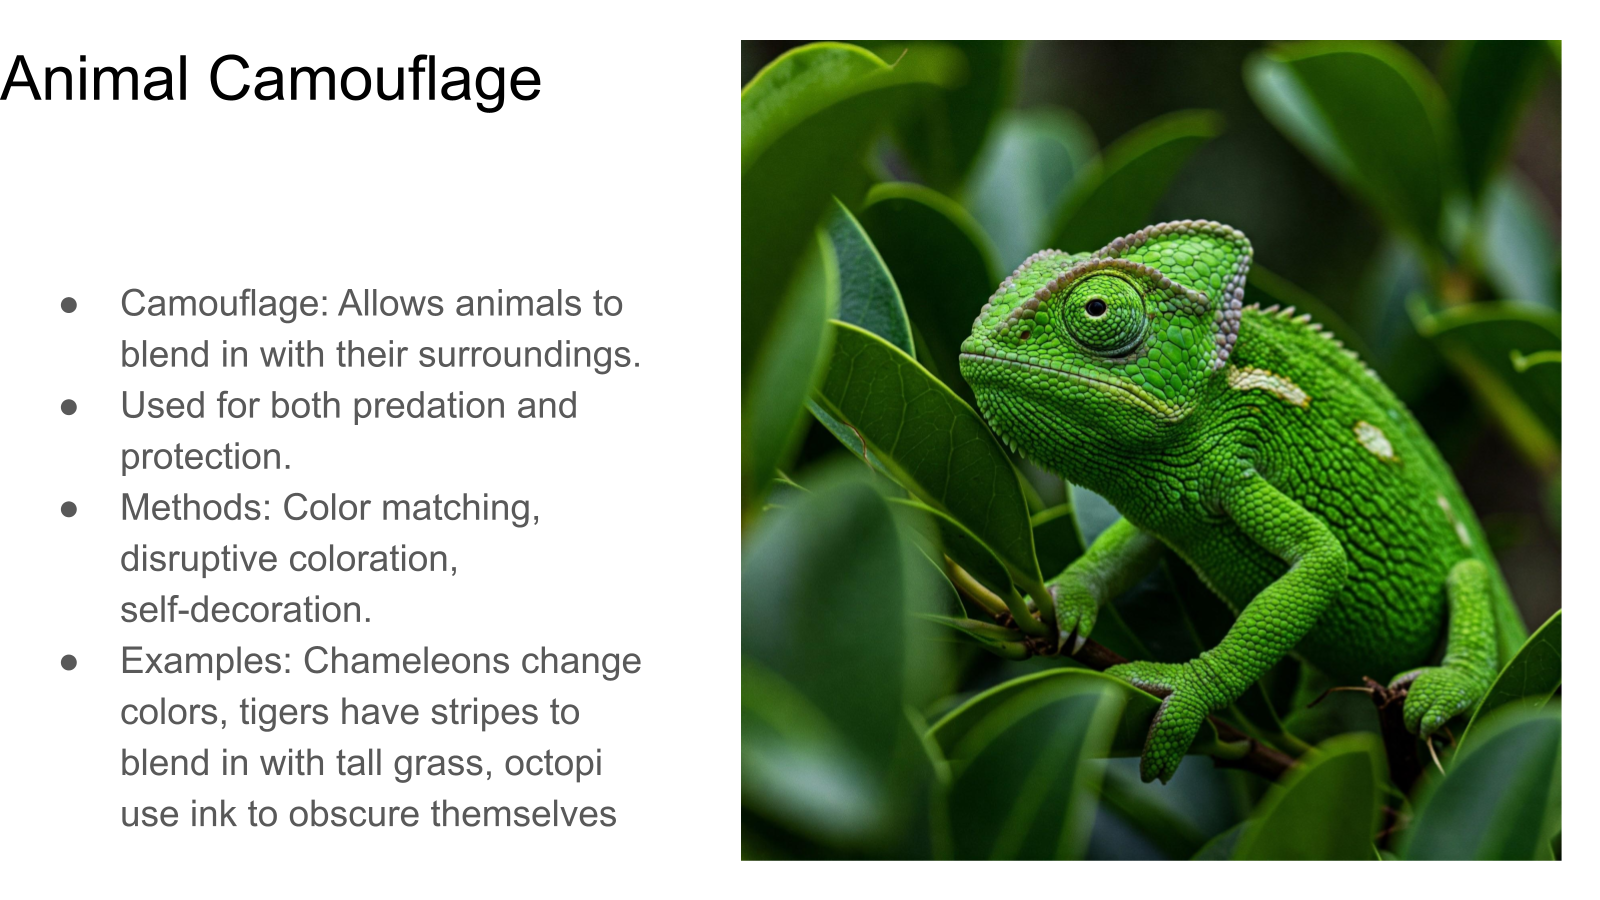 Animal Camouflage
● Camouflage: Allows animals to
blend in with their surroundings.
● Used for both predation and
protection.
● Methods: Color matching,
disruptive coloration,
self-decoration.
● Examples: Chameleons change
colors, tigers have stripes to
blend in with tall grass, octopi
use ink to obscure themselves